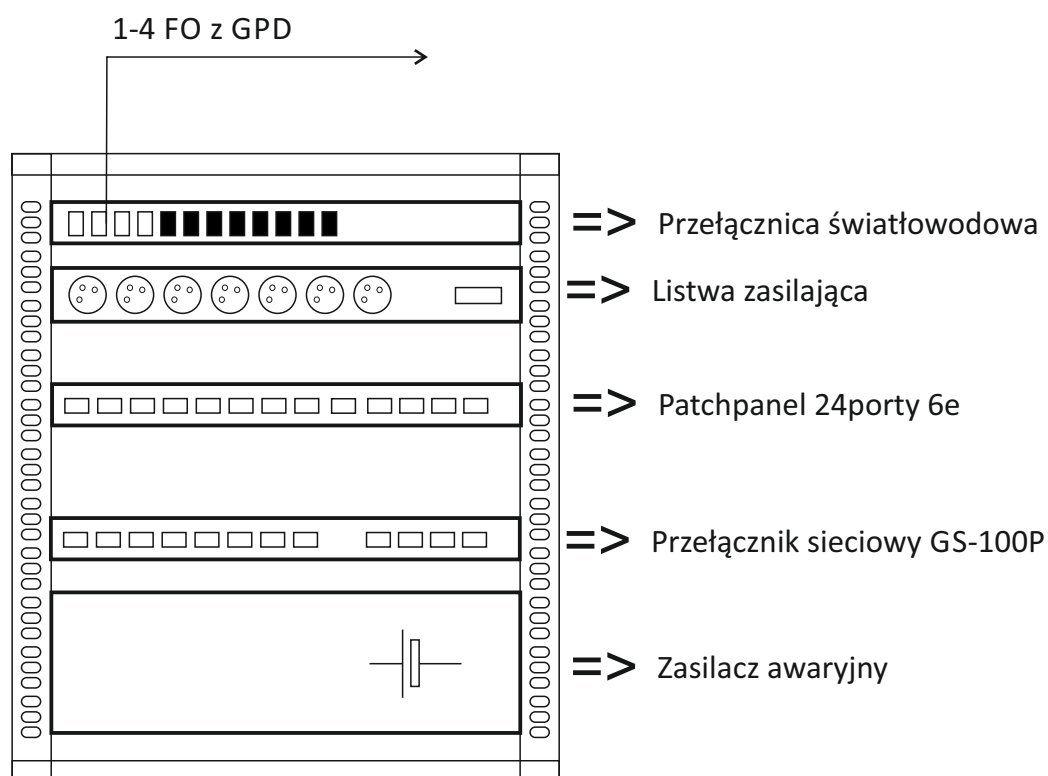 1-4 FO z GPD
=> Przełącznica światłowodowa
=> Listwa zasilająca
=> Patchpanel 24porty 6e
=> Przełącznik sieciowy GS-100P
=> Zasilacz awaryjny